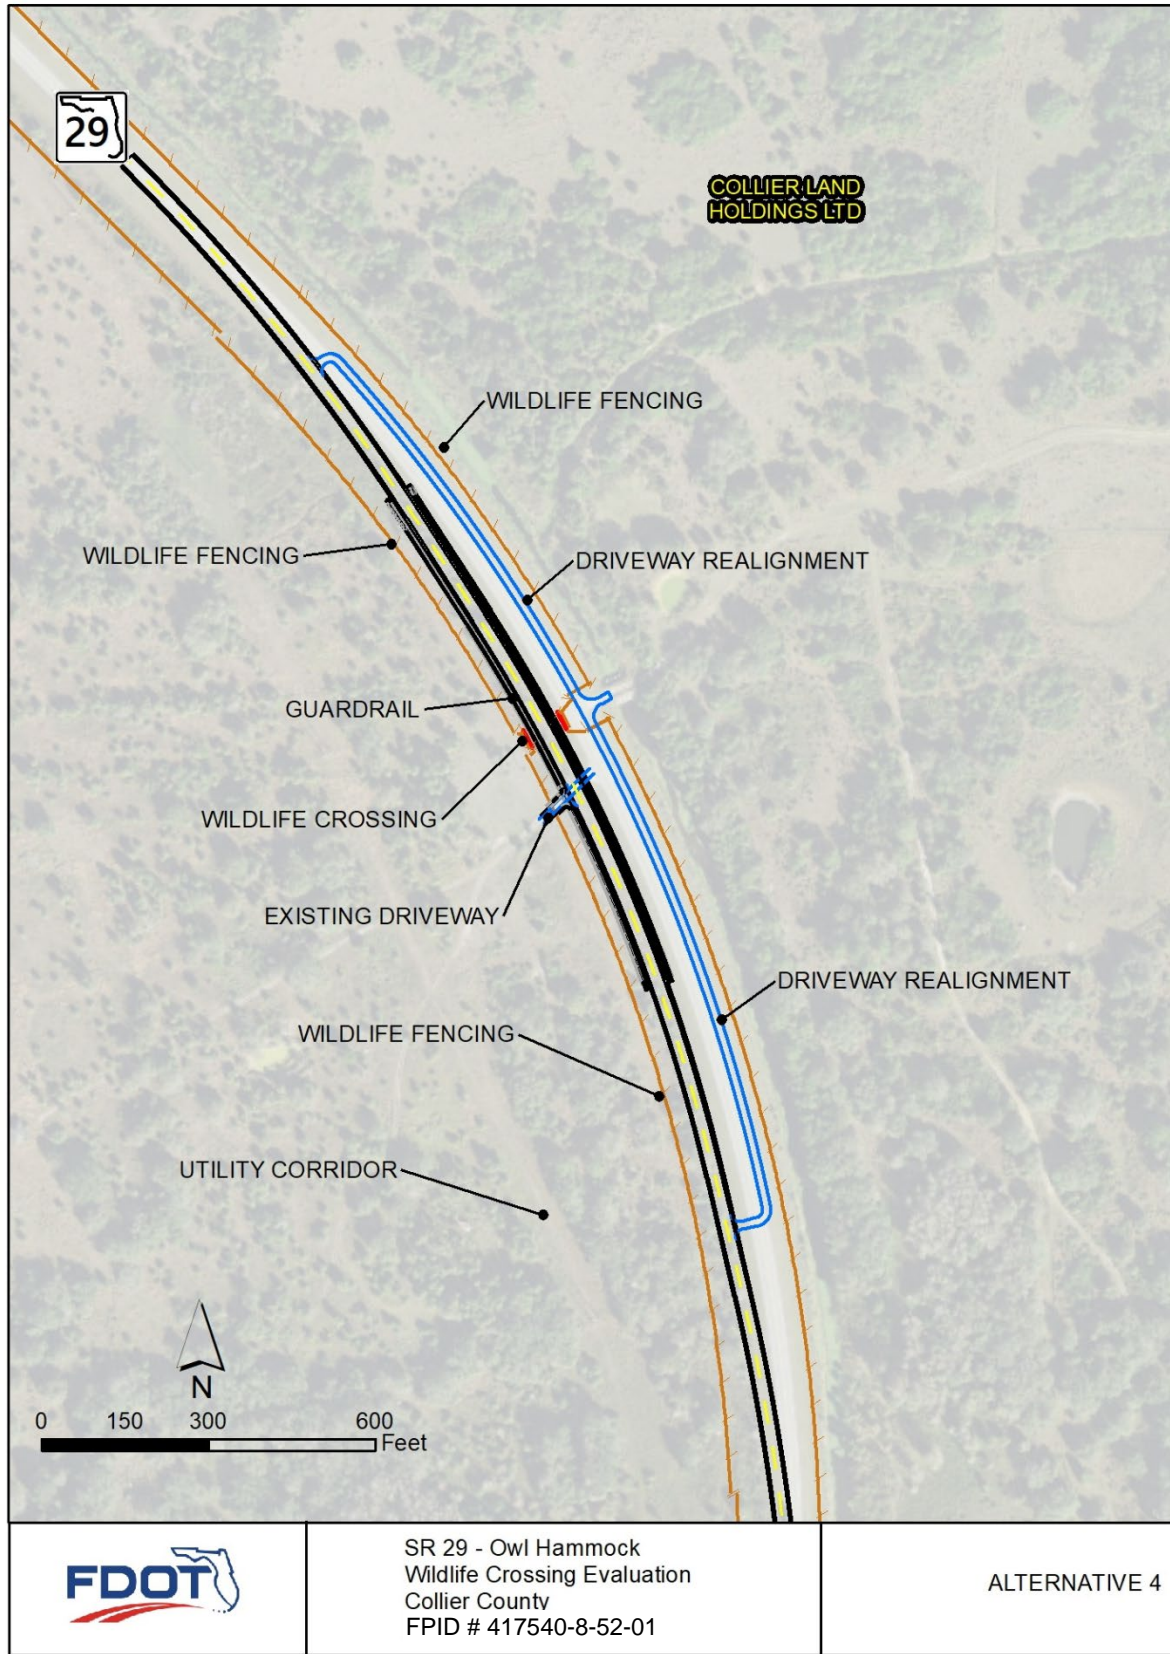 29
COLLIER LAND
HOLDINGS LTD
WILDLIFE FENCING
WILDLIFE FENCING
DRIVEWAY REALIGNMENT
GUARDRAIL
WILDLIFE CROSSING
EXISTING DRIVEWAY
DRIVEWAY REALIGNMENT
WILDLIFE FENCING
UTILITY CORRIDOR
N
0 150 300 600
Feet
FDOT
SR 29 - Owl Hammock
Wildlife Crossing Evaluation
Collier County
FPID # 417540-8-52-01
ALTERNATIVE 4